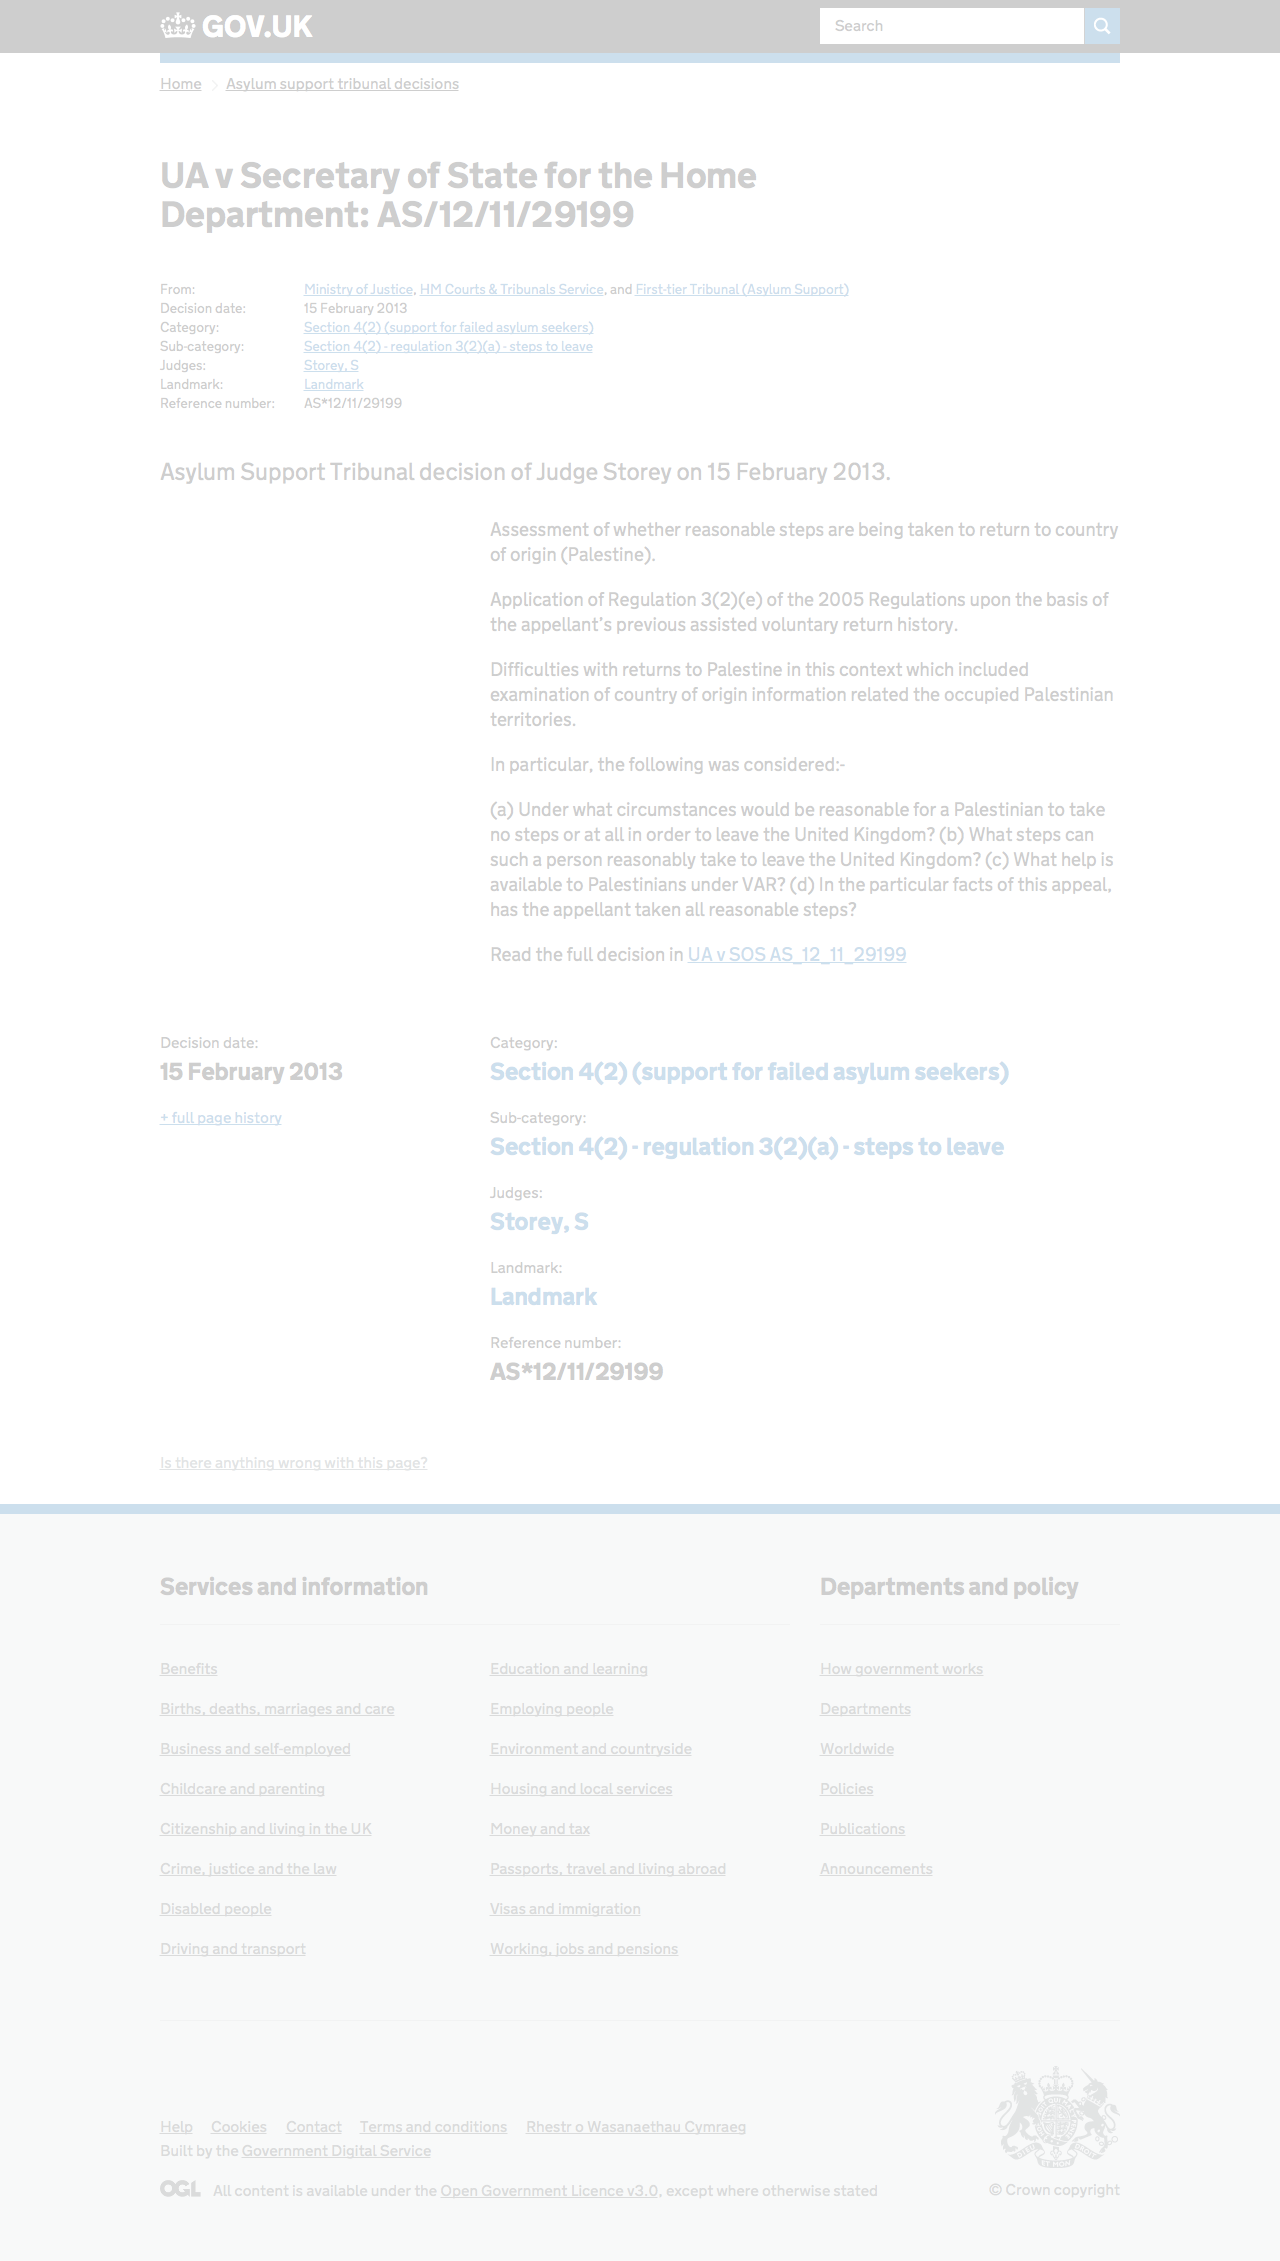 GOV.UK
Search
Home
Asylum support tribunal decisions
UA v Secretary of State for the Home
Department: AS/12/11/29199
From: Ministry of Justice, HM Courts & Tribunals Service, and First-tier Tribunal (Asylum Support)
Decision date: 15 February 2013
Category: Section 4(2) (support for failed asylum seekers)
Sub-category: Section 4(2) - regulation 3(2)(a) - steps to leave
Judges: Storey, S
Landmark: Landmark
Reference number: AS*12/11/29199
Asylum Support Tribunal decision of Judge Storey on 15 February 2013.
Assessment of whether reasonable steps are being taken to return to country
of origin (Palestine).
Application of Regulation 3(2)(e) of the 2005 Regulations upon the basis of
the appellant's previous assisted voluntary return history.
Difficulties with returns to Palestine in this context which included
examination of country of origin information related the occupied Palestinian
territories.
In particular, the following was considered:-
(a) Under what circumstances would be reasonable for a Palestinian to take
no steps or at all in order to leave the United Kingdom? (b) What steps can
such a person reasonably take to leave the United Kingdom? (c) What help is
available to Palestinians under VAR? (d) In the particular facts of this appeal,
has the appellant taken all reasonable steps?
Read the full decision in UA v SOS AS_12_11_29199
Decision date:
15 February 2013
+ full page history
Category:
Section 4(2) (support for failed asylum seekers)
Sub-category:
Section 4(2) - regulation 3(2)(a) - steps to leave
Judges:
Storey, S
Landmark:
Landmark
Reference number:
AS*12/11/29199
Is there anything wrong with this page?
Services and information
Benefits
Births, deaths, marriages and care
Business and self-employed
Childcare and parenting
Citizenship and living in the UK
Crime, justice and the law
Disabled people
Driving and transport
Education and learning
Employing people
Environment and countryside
Housing and local services
Money and tax
Passports, travel and living abroad
Visas and immigration
Working, jobs and pensions
Departments and policy
How government works
Departments
Worldwide
Policies
Publications
Announcements
Help Cookies Contact Terms and conditions Rhestr o Wasanaethau Cymraeg
Built by the Government Digital Service
OGL All content is available under the Open Government Licence v3.0, except where otherwise stated
© Crown copyright